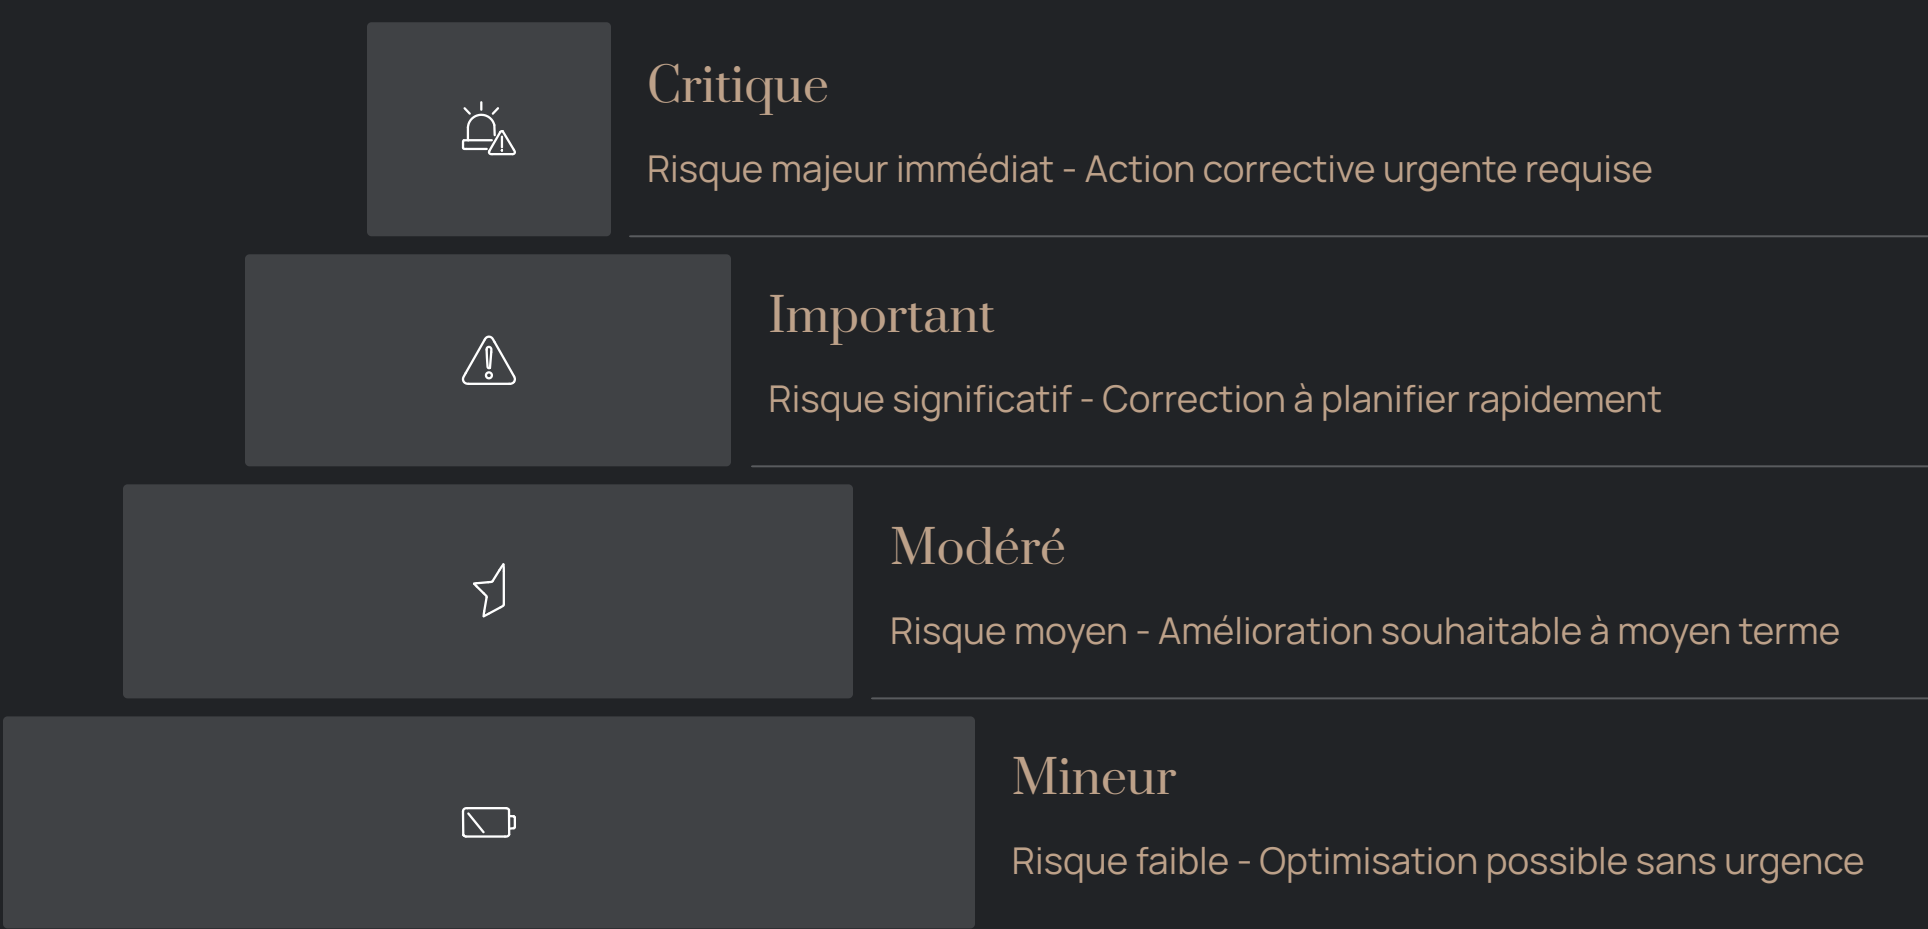 Critique
Risque majeur immédiat - Action corrective urgente requise
Important
Risque significatif - Correction à planifier rapidement
Modéré
Risque moyen - Amélioration souhaitable à moyen terme
Mineur
Risque faible - Optimisation possible sans urgence